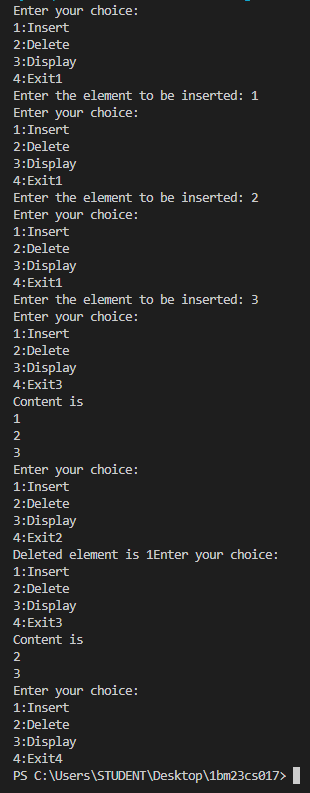 Enter your choice:
1:Insert
2:Delete
3:Display
4:Exit1
Enter the element to be inserted: 1
Enter your choice:
1:Insert
2:Delete
3:Display
4:Exit1
Enter the element to be inserted: 2
Enter your choice:
1:Insert
2:Delete
3:Display
4:Exit1
Enter the element to be inserted: 3
Enter your choice:
1:Insert
2:Delete
3:Display
4:Exit3
Content is
1
2
3
Enter your choice:
1:Insert
2:Delete
3:Display
4:Exit2
Deleted element is 1Enter your choice:
1:Insert
2:Delete
3:Display
4:Exit3
Content is
2
3
Enter your choice:
1:Insert
2:Delete
3:Display
4:Exit4
PS C:\Users\STUDENT\Desktop\1bm23cs017>